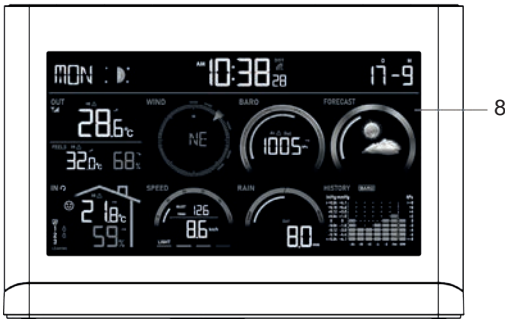 MON AM 10:38 28 17-9
OUT WIND BARO FORECAST
28.6°C
NE 1005
FEELS 32.0°C 68%
IN SPEED RAIN HISTORY BARO
21.8°C 126
59% 8.6 km/h 8.0
LIGHT
8